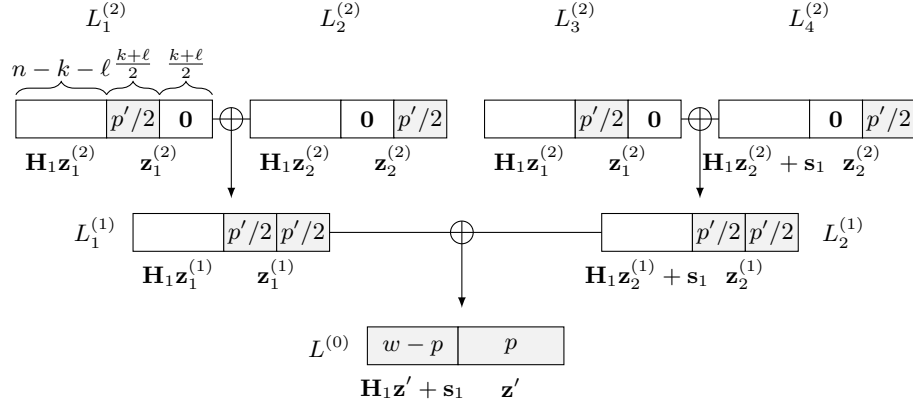 L_1^{(2)} L_2^{(2)} L_3^{(2)} L_4^{(2)}
n − k − ℓ \frac{k+ℓ}{2} \frac{k+ℓ}{2}
p′/2 0 0 p′/2 p′/2 0 0 p′/2
H_1z_1^{(2)} z_1^{(2)} H_1z_2^{(2)} z_2^{(2)} H_1z_1^{(2)} z_1^{(2)} H_1z_2^{(2)} + s_1 z_2^{(2)}
L_1^{(1)} p′/2 p′/2 p′/2 p′/2 L_2^{(1)}
H_1z_1^{(1)} z_1^{(1)} H_1z_2^{(1)} + s_1 z_2^{(1)}
L^{(0)} w − p p
H_1z′ + s_1 z′